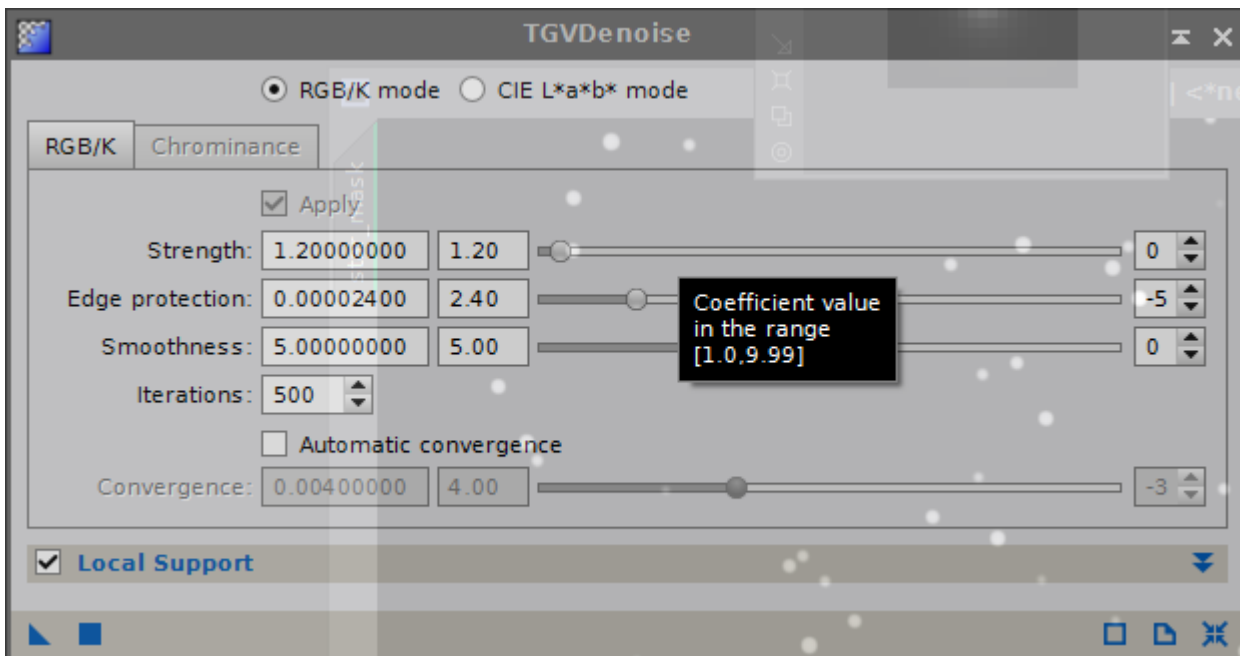 TGVDenoise
RGB/K mode CIE L*a*b* mode
| <*ne
RGB/K Chrominance
Apply
Strength: 1.20000000 1.20 0
Edge protection: 0.00002400 2.40 -5
Coefficient value
in the range
[1.0,9.99]
Smoothness: 5.00000000 5.00 0
Iterations: 500
Automatic convergence
Convergence: 0.00400000 4.00 -3
Local Support